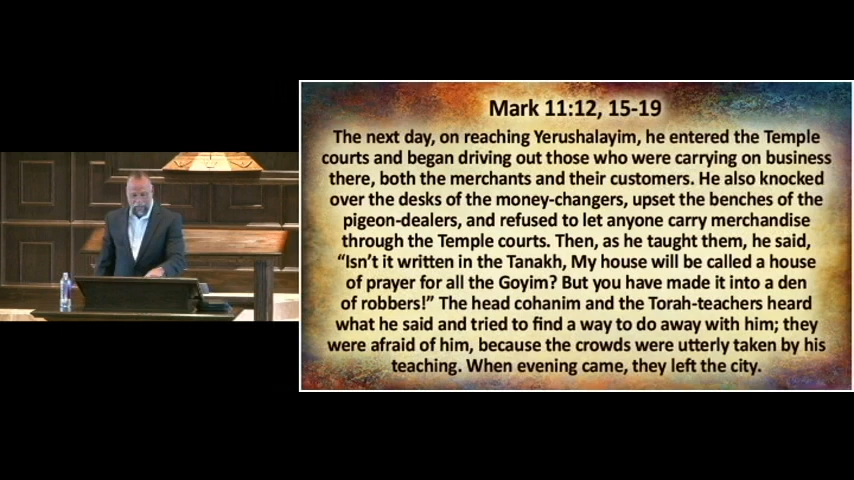 Mark 11:12, 15-19
The next day, on reaching Yerushalayim, he entered the Temple
courts and began driving out those who were carrying on business
there, both the merchants and their customers. He also knocked
over the desks of the money-changers, upset the benches of the
pigeon-dealers, and refused to let anyone carry merchandise
through the Temple courts. Then, as he taught them, he said,
“Isn’t it written in the Tanakh, My house will be called a house
of prayer for all the Goyim? But you have made it into a den
of robbers!” The head cohanim and the Torah-teachers heard
what he said and tried to find a way to do away with him; they
were afraid of him, because the crowds were utterly taken by his
teaching. When evening came, they left the city.